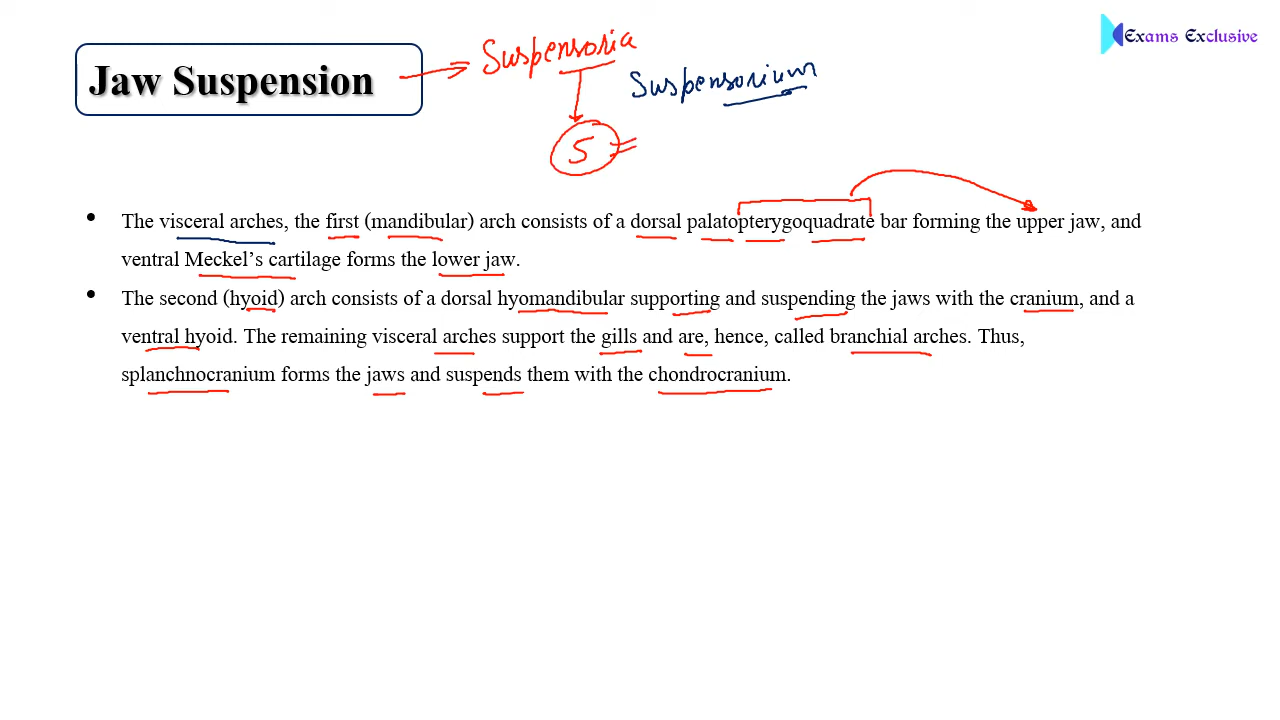 Exams Exclusive
Jaw Suspension
Suspensoria
Suspensorium
5
• The visceral arches, the first (mandibular) arch consists of a dorsal palatopterygoquadrate bar forming the upper jaw, and
ventral Meckel's cartilage forms the lower jaw.
• The second (hyoid) arch consists of a dorsal hyomandibular supporting and suspending the jaws with the cranium, and a
ventral hyoid. The remaining visceral arches support the gills and are, hence, called branchial arches. Thus,
splanchnocranium forms the jaws and suspends them with the chondrocranium.